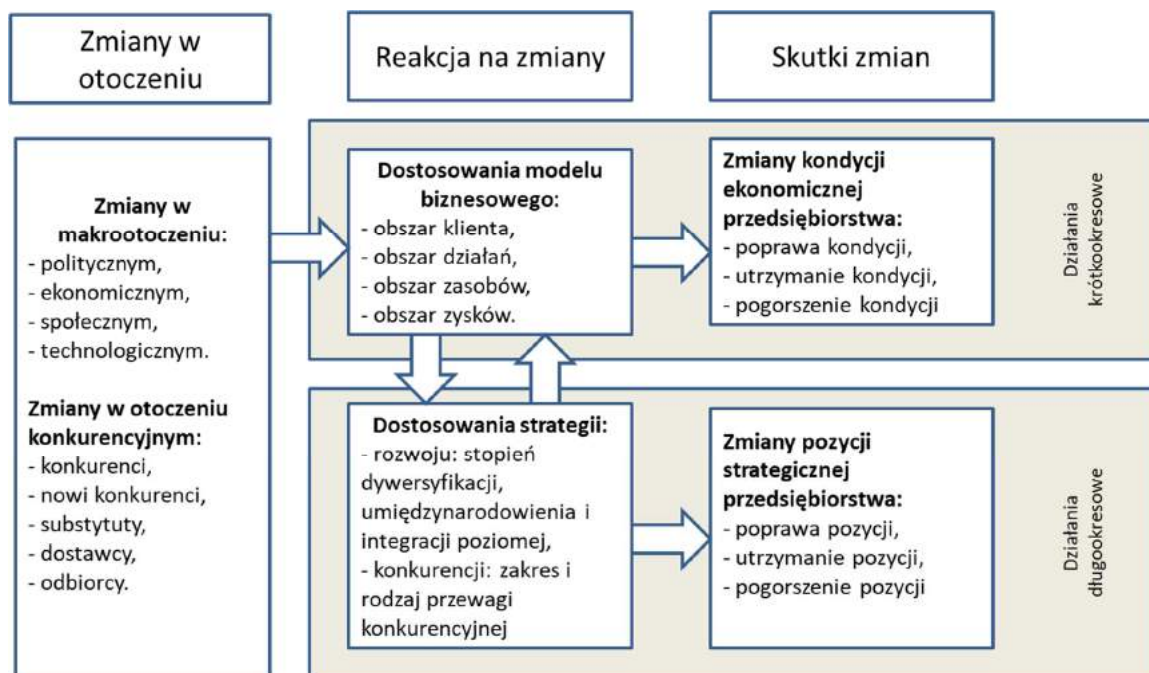 Zmiany w
otoczeniu
Reakcja na zmiany
Skutki zmian
Zmiany w
makrootoczeniu:
- politycznym,
- ekonomicznym,
- społecznym,
- technologicznym.
Zmiany w otoczeniu
konkurencyjnym:
- konkurenci,
- nowi konkurenci,
- substytuty,
- dostawcy,
- odbiorcy.
Dostosowania modelu
biznesowego:
- obszar klienta,
- obszar działań,
- obszar zasobów,
- obszar zysków.
Zmiany kondycji
ekonomicznej
przedsiębiorstwa:
- poprawa kondycji,
- utrzymanie kondycji,
- pogorszenie kondycji
Działania
krótkookresowe
Dostosowania strategii:
- rozwoju: stopień
dywersyfikacji,
umiędzynarodowienia i
integracji poziomej,
- konkurencji: zakres i
rodzaj przewagi
konkurencyjnej
Zmiany pozycji
strategicznej
przedsiębiorstwa:
- poprawa pozycji,
- utrzymanie pozycji,
- pogorszenie pozycji
Działania
długookresowe